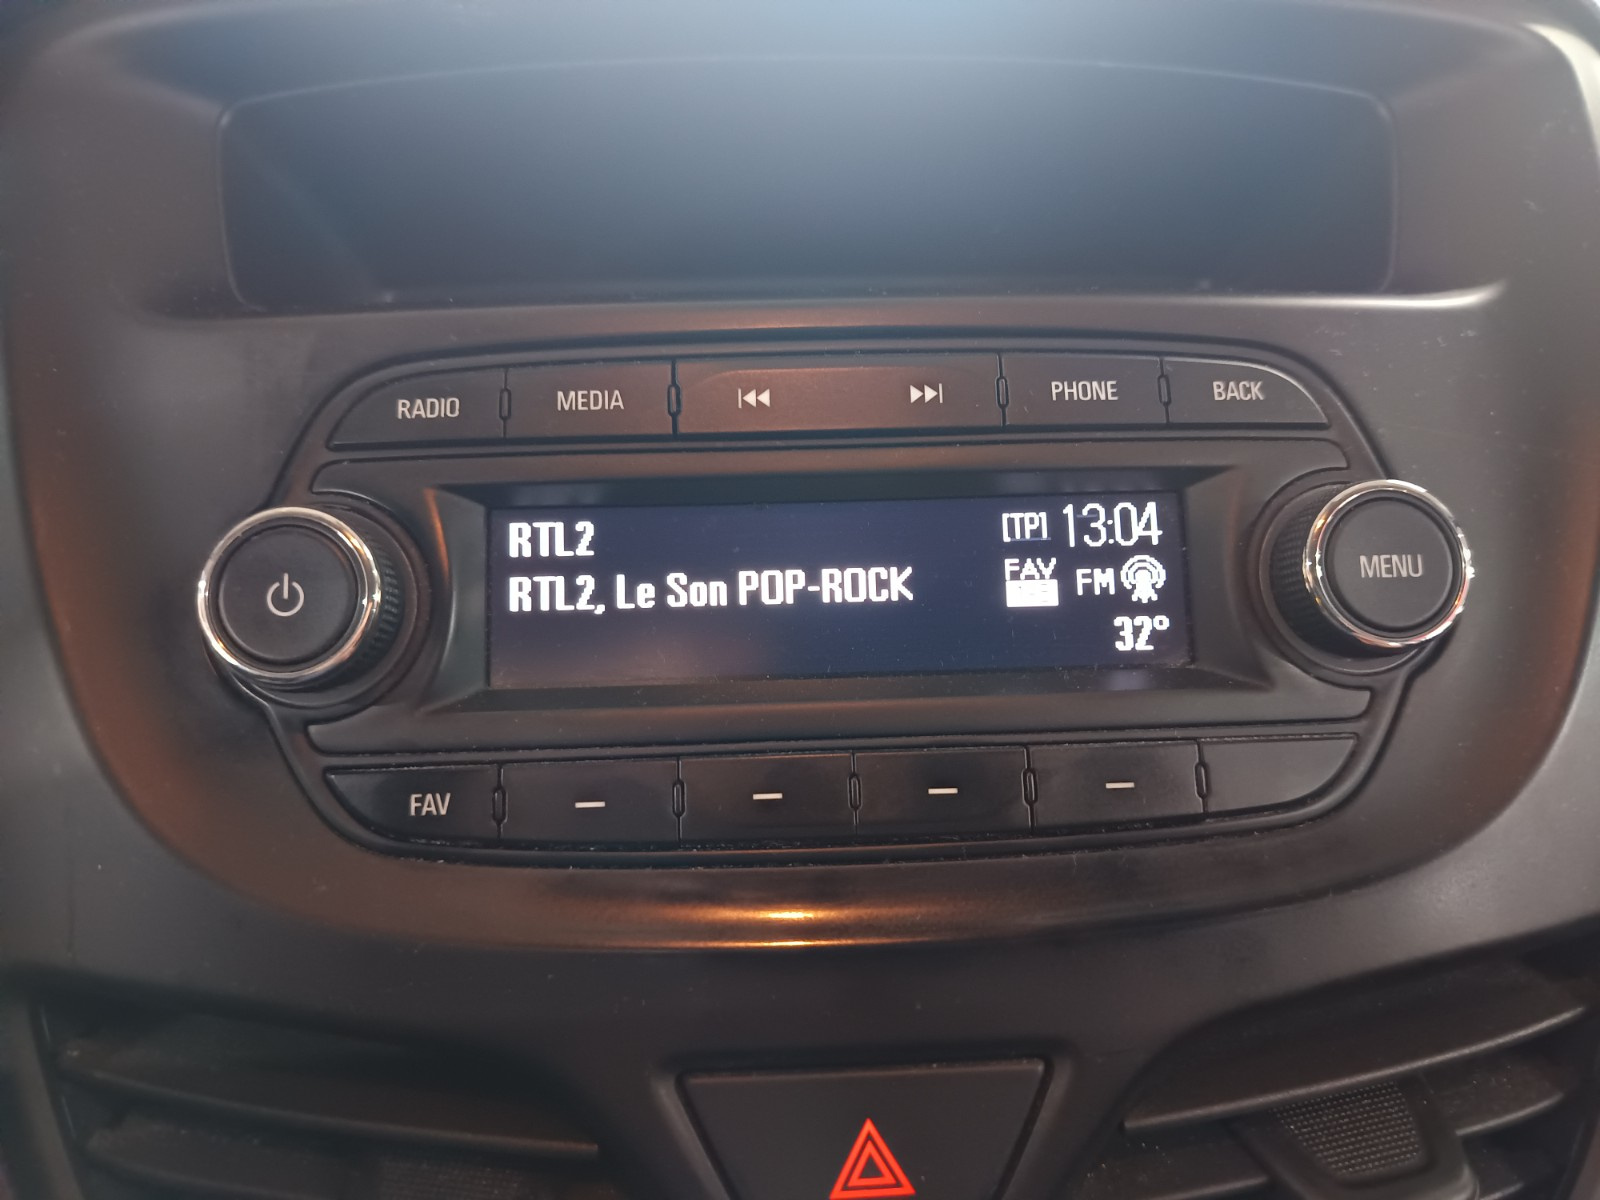 RADIO MEDIA PHONE BACK
RTL2 [TP] 13:04
RTL2, Le Son POP-ROCK FAV FM
32°
MENU
FAV